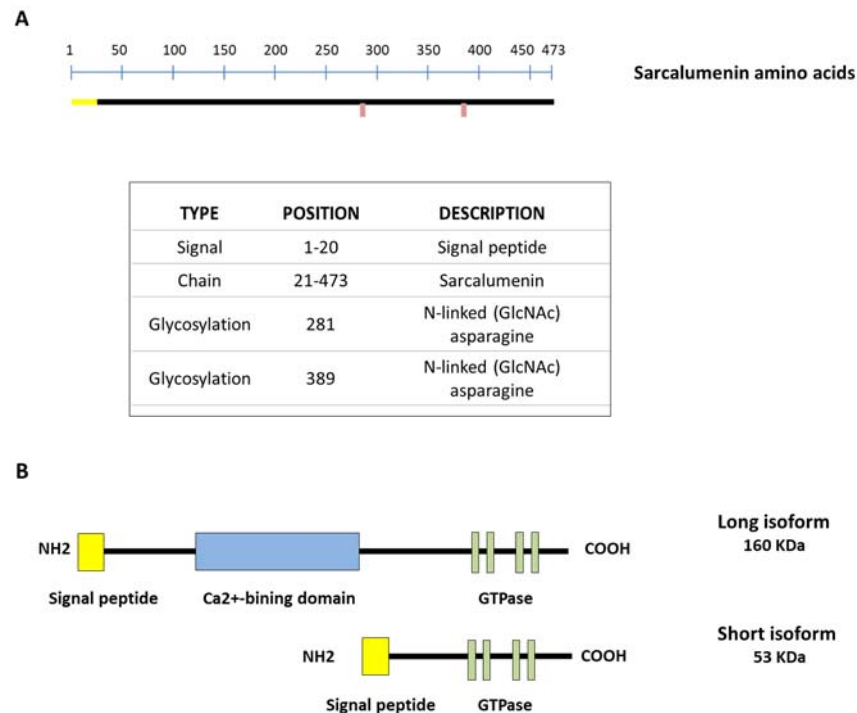 A
1 50 100 150 200 250 300 350 400 450 473
Sarcalumenin amino acids
TYPE POSITION DESCRIPTION
Signal 1-20 Signal peptide
Chain 21-473 Sarcalumenin
Glycosylation 281 N-linked (GlcNAc)
asparagine
Glycosylation 389 N-linked (GlcNAc)
asparagine
B
NH2 COOH
Long isoform
160 KDa
Signal peptide Ca2+-bining domain GTPase
NH2 COOH
Short isoform
53 KDa
Signal peptide GTPase